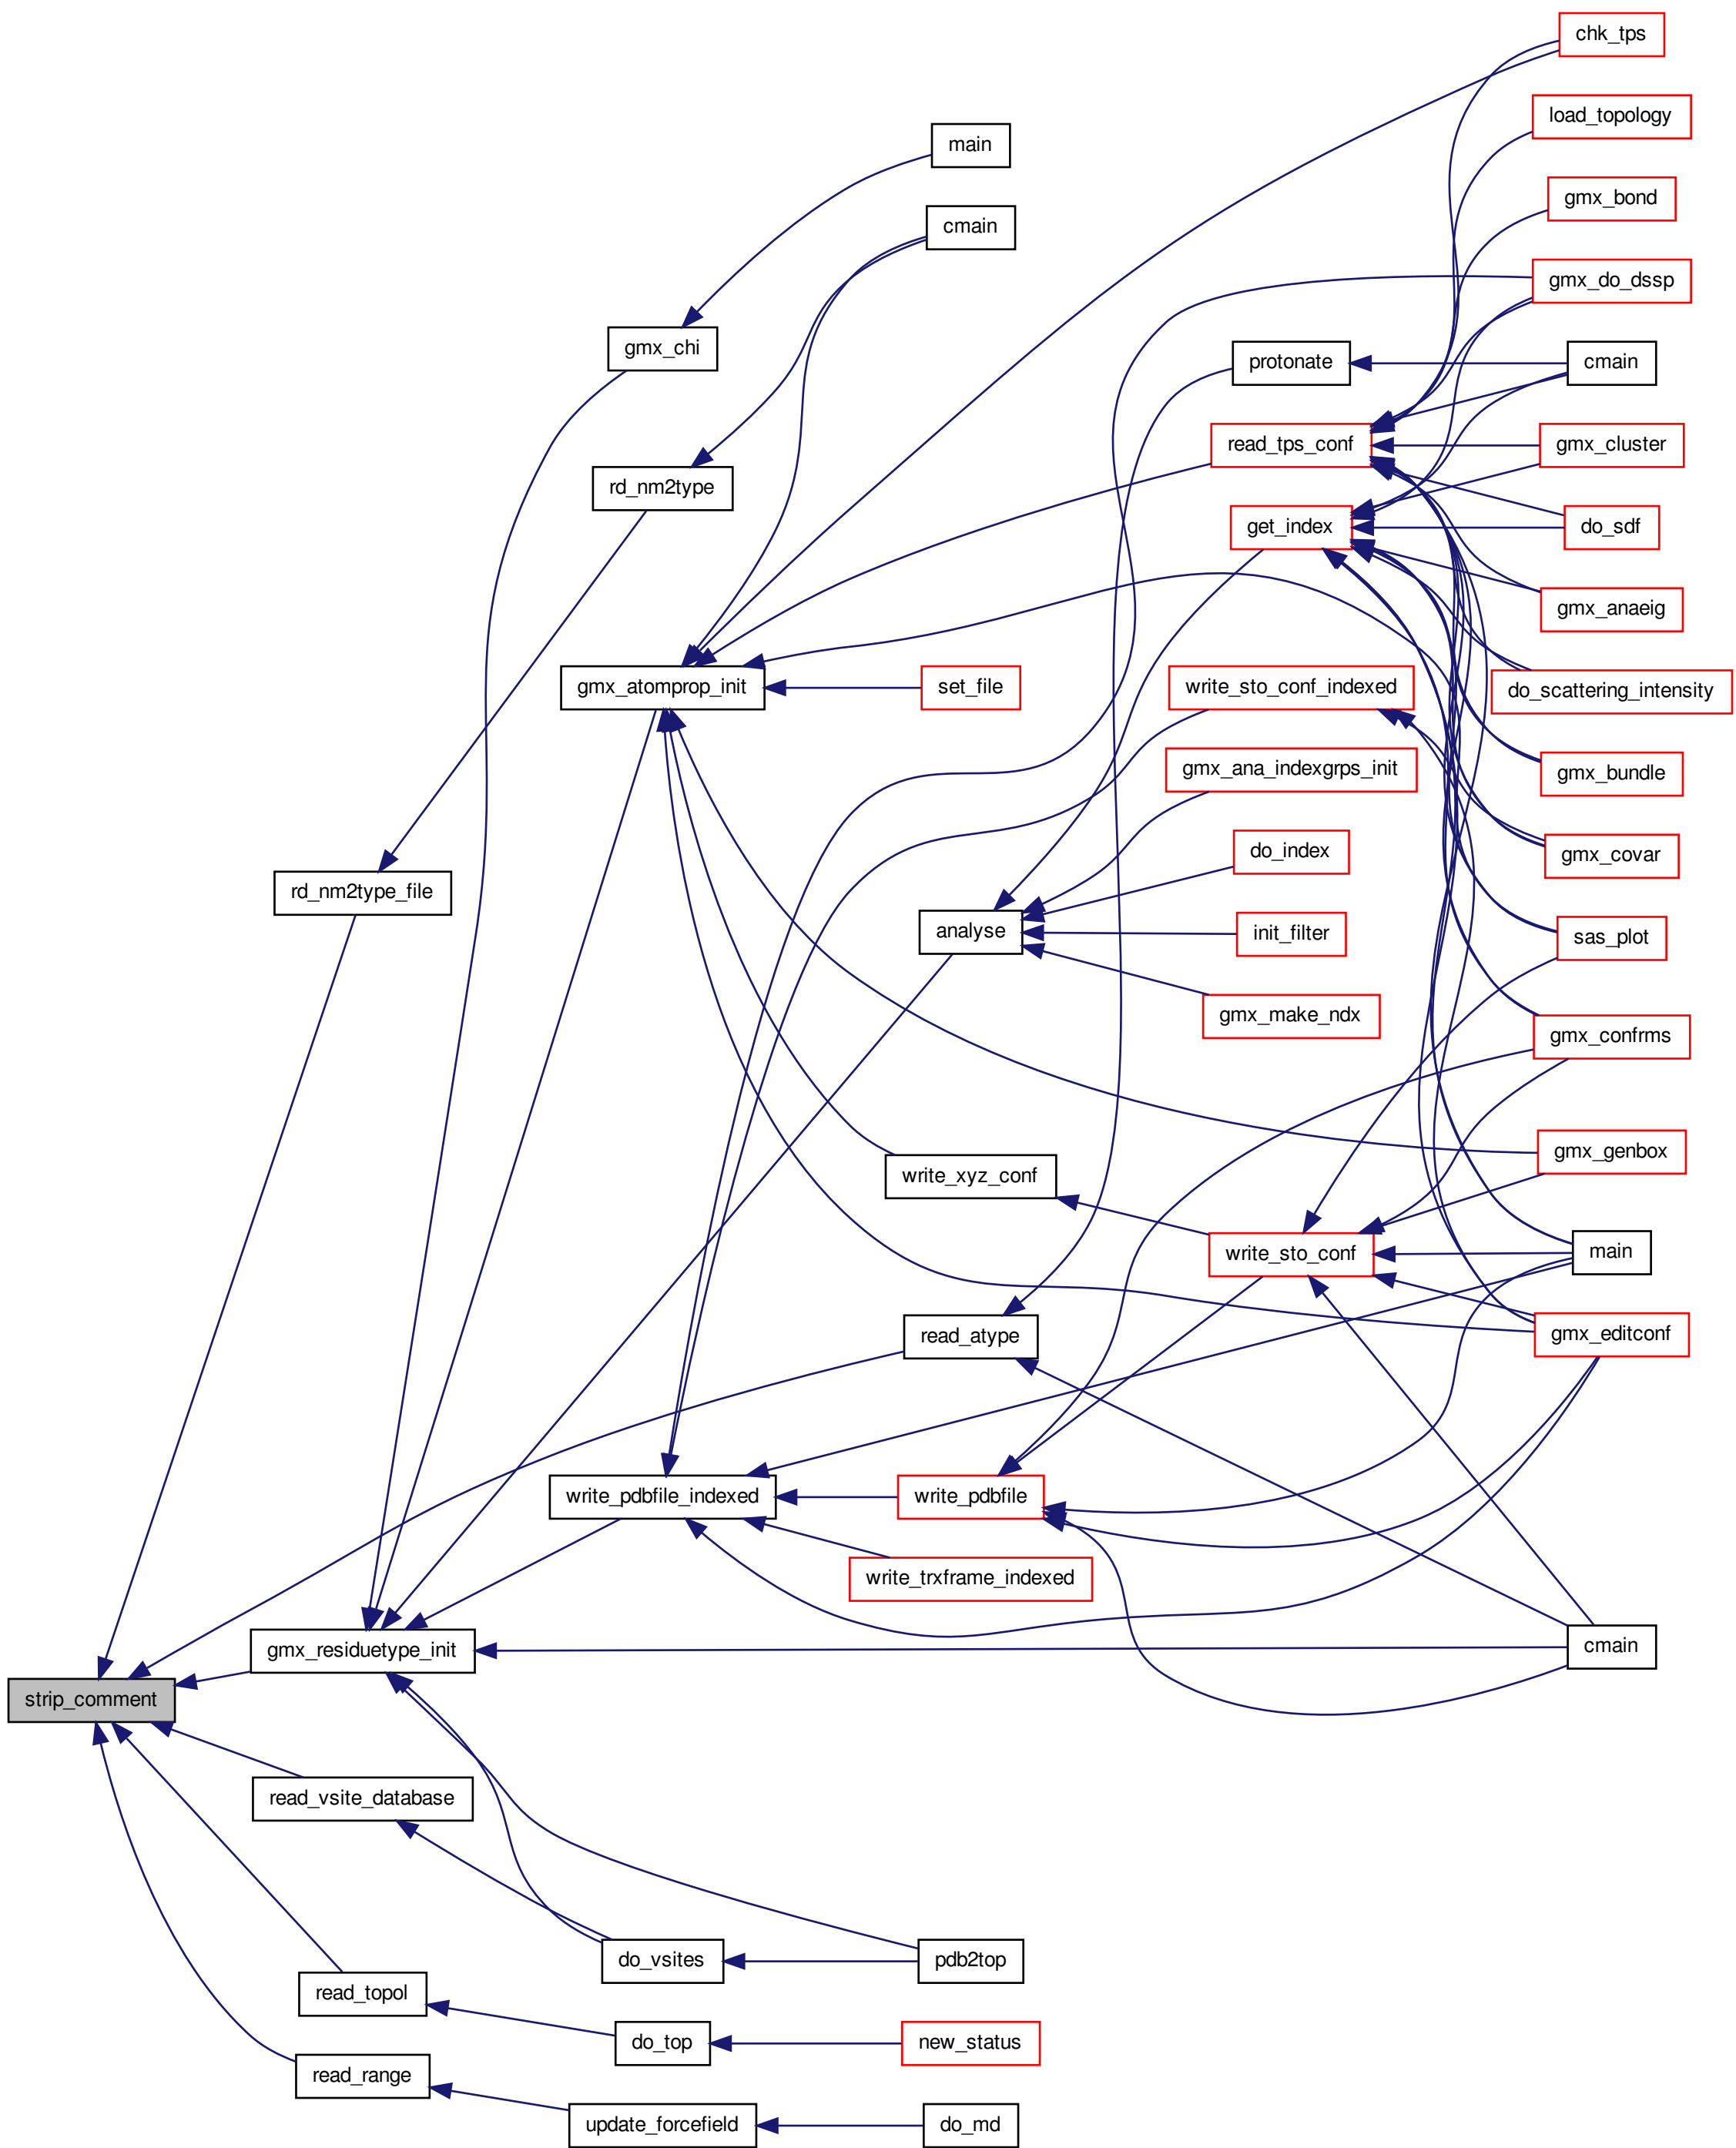 chk_tps
load_topology
main
gmx_bond
cmain
gmx_do_dssp
gmx_chi
protonate
cmain
read_tps_conf
gmx_cluster
rd_nm2type
get_index
do_sdf
gmx_anaeig
gmx_atomprop_init
set_file
write_sto_conf_indexed
do_scattering_intensity
gmx_ana_indexgrps_init
gmx_bundle
do_index
gmx_covar
rd_nm2type_file
analyse
init_filter
sas_plot
gmx_make_ndx
gmx_confrms
write_xyz_conf
gmx_genbox
write_sto_conf
main
read_atype
gmx_editconf
write_pdbfile_indexed
write_pdbfile
write_trxframe_indexed
gmx_residuetype_init
cmain
strip_comment
read_vsite_database
do_vsites
pdb2top
read_topol
do_top
new_status
read_range
update_forcefield
do_md